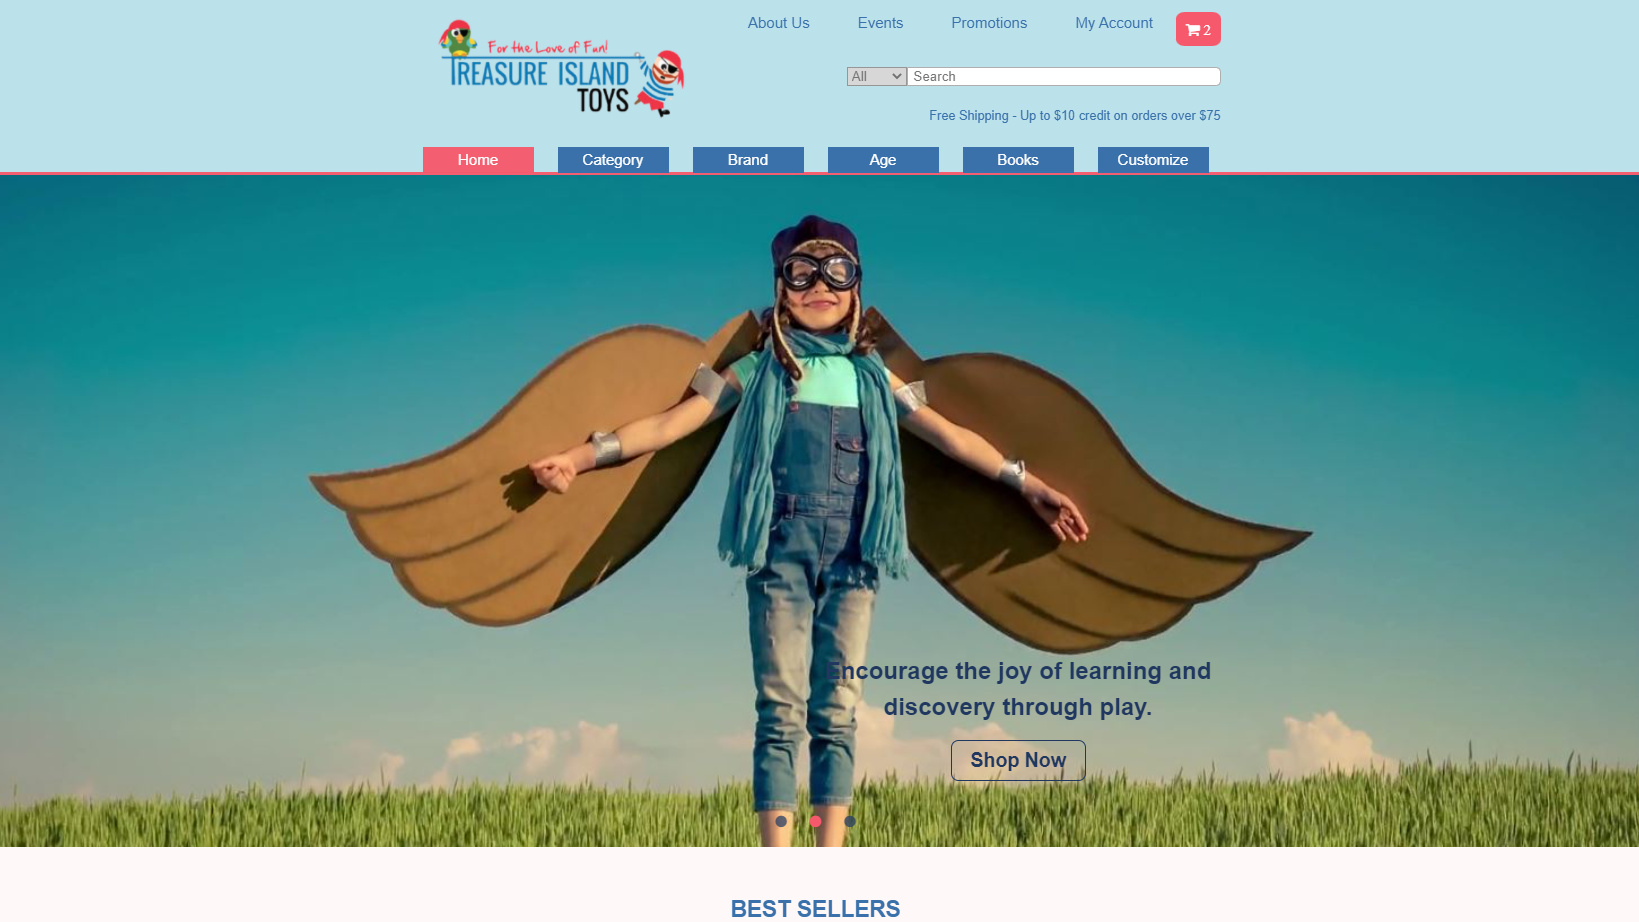 About Us Events Promotions My Account 2
For the Love of Fun!
TREASURE ISLAND
TOYS
All Search
Free Shipping - Up to $10 credit on orders over $75
Home Category Brand Age Books Customize
Encourage the joy of learning and
discovery through play.
Shop Now
BEST SELLERS